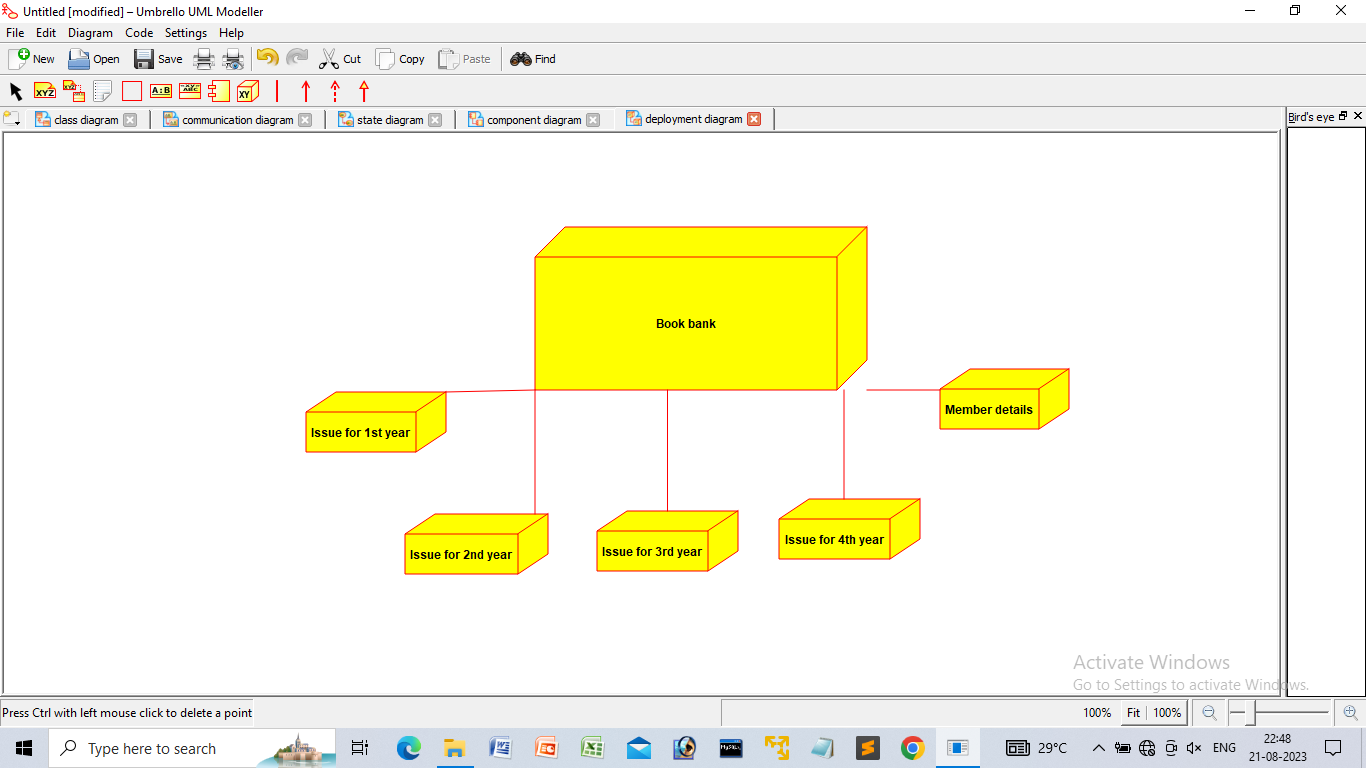 Untitled [modified] – Umbrello UML Modeller
File Edit Diagram Code Settings Help
New Open Save Cut Copy Paste Find
XYZ A:B XY
class diagram communication diagram state diagram component diagram deployment diagram Bird's eye
Book bank
Member details
Issue for 1st year
Issue for 4th year
Issue for 2nd year Issue for 3rd year
Activate Windows
Go to Settings to activate Windows.
Press Ctrl with left mouse click to delete a point 100% Fit 100%
Type here to search 29°C ENG 22:48
21-08-2023